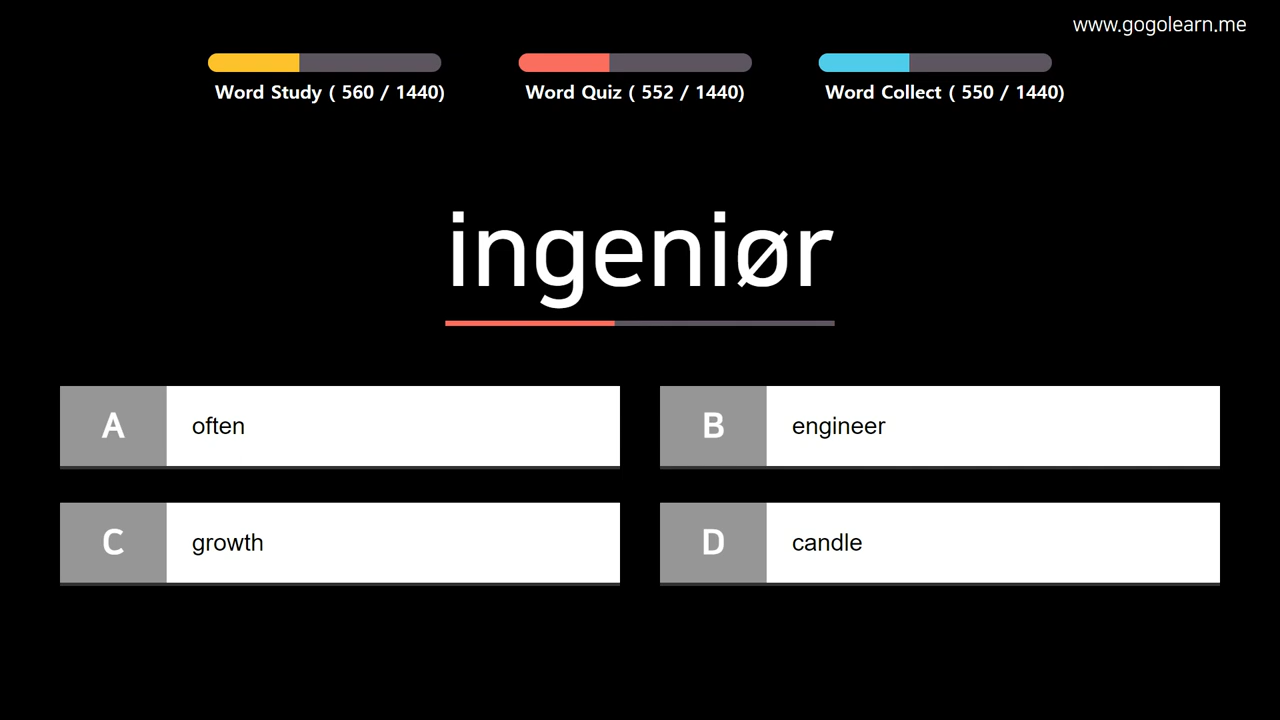 www.gogolearn.me
Word Study ( 560 / 1440)
Word Quiz ( 552 / 1440)
Word Collect ( 550 / 1440)
ingeniør
A often
B engineer
C growth
D candle